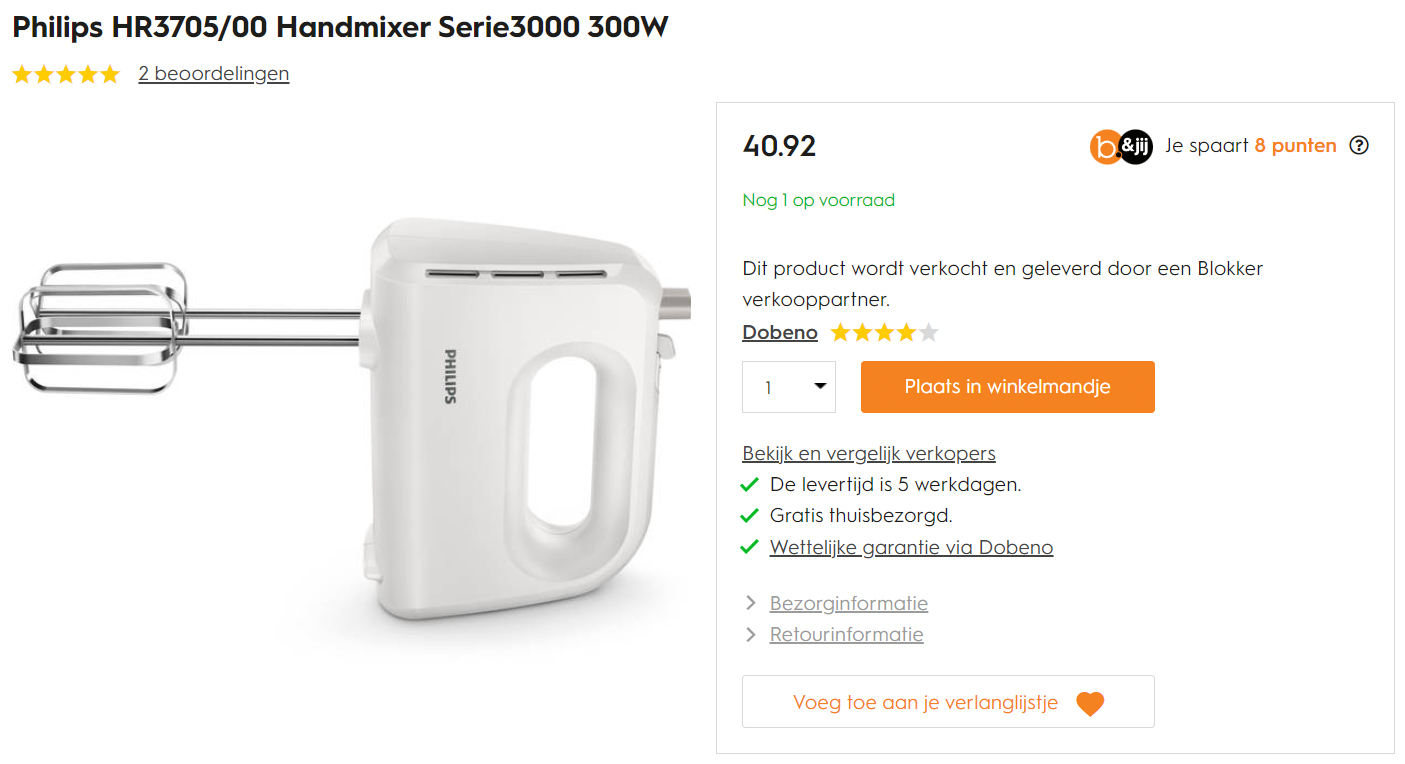 Philips HR3705/00 Handmixer Serie3000 300W
2 beoordelingen
PHILIPS
40.92
b. &jij Je spaart 8 punten ?
Nog 1 op voorraad
Dit product wordt verkocht en geleverd door een Blokker
verkooppartner.
Dobeno
1
Plaats in winkelmandje
Bekijk en vergelijk verkopers
De levertijd is 5 werkdagen.
Gratis thuisbezorgd.
Wettelijke garantie via Dobeno
Bezorginformatie
Retourinformatie
Voeg toe aan je verlanglijstje